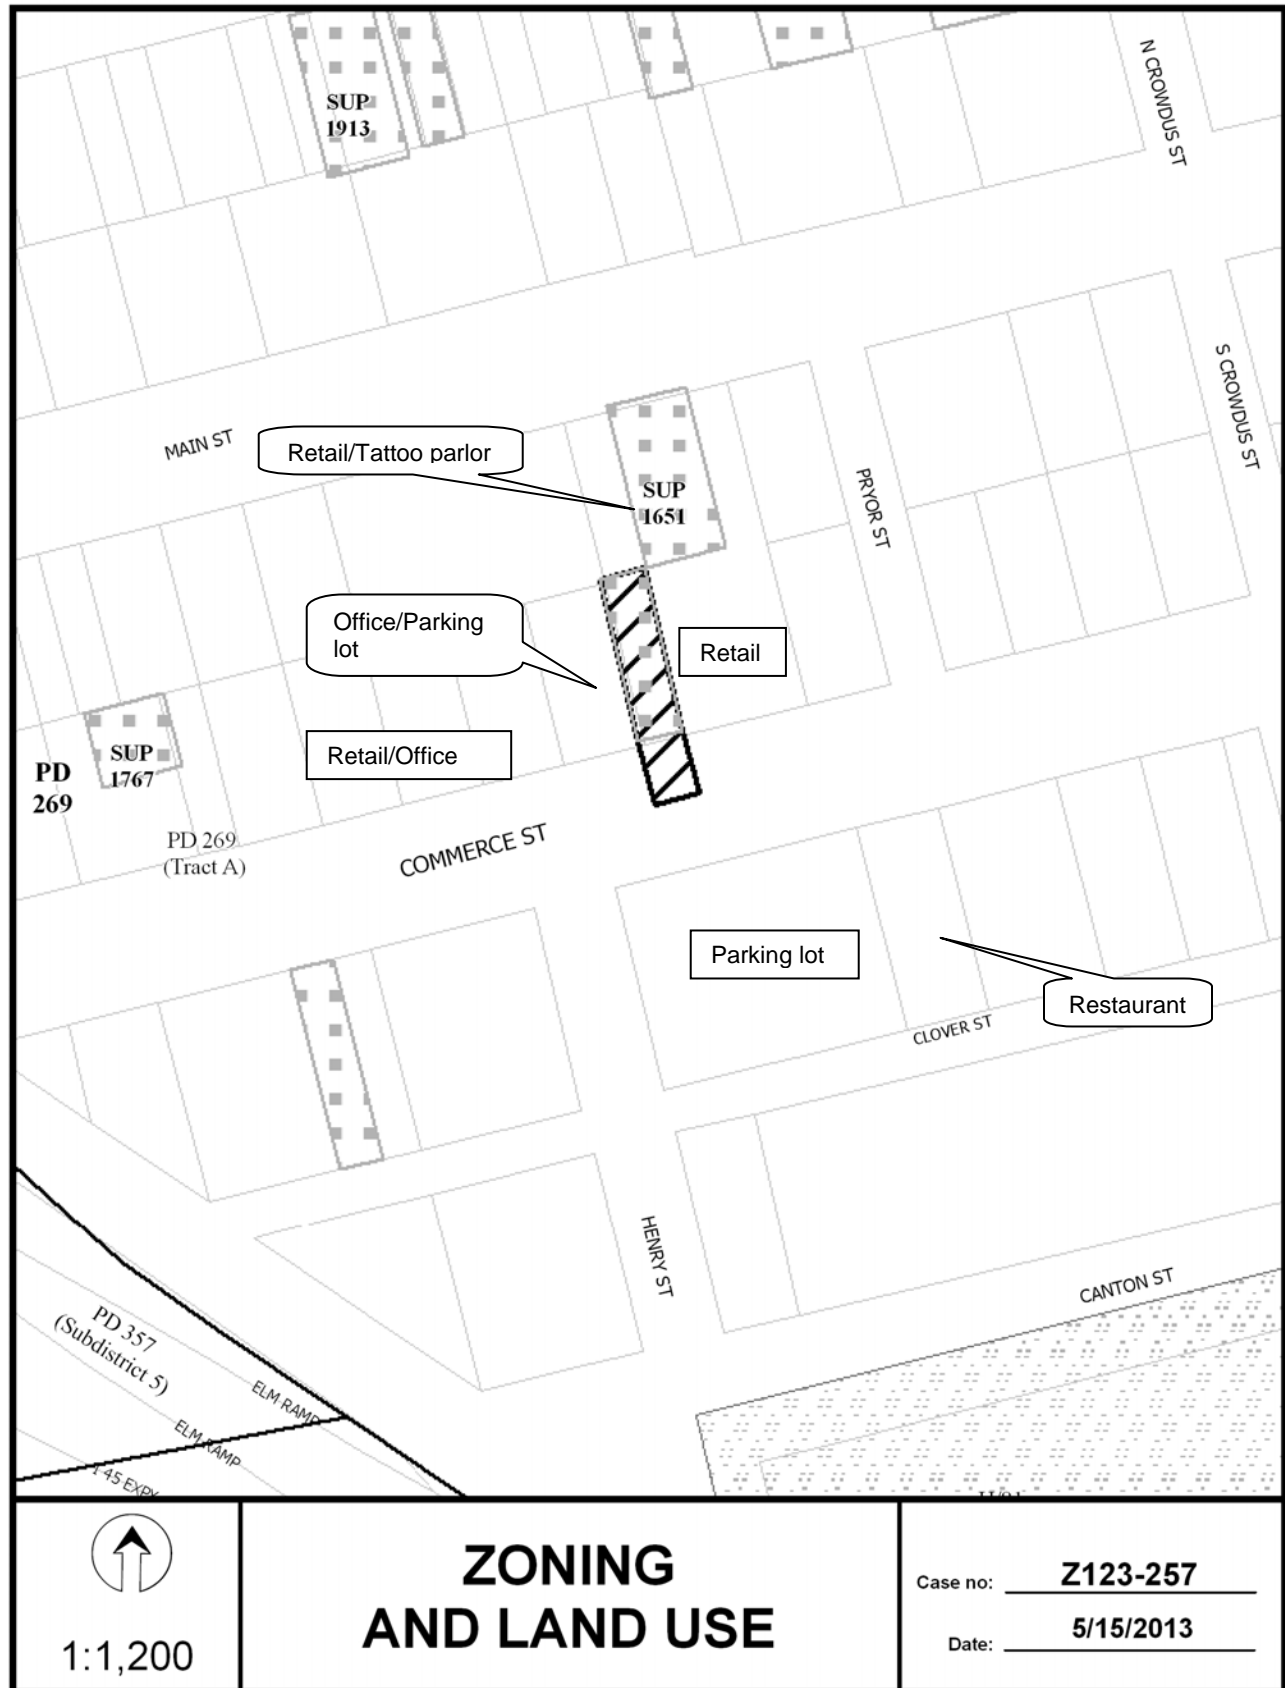 N CROWDUS ST
SUP
1913
S CROWDUS ST
MAIN ST
Retail/Tattoo parlor
SUP
1651
PRYOR ST
Office/Parking
lot
Retail
Retail/Office
SUP
1767
PD
269
PD 269
(Tract A)
COMMERCE ST
Parking lot
Restaurant
CLOVER ST
HENRY ST
CANTON ST
PD 357
(Subdistrict 5)
ELM RAMP
ELM RAMP
I 45 EXPY
1:1,200
ZONING
AND LAND USE
Case no: Z123-257
Date: 5/15/2013